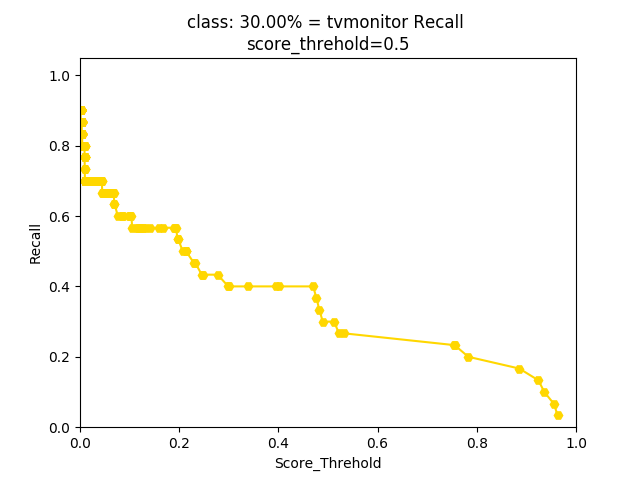 class: 30.00% = tvmonitor Recall
score_threhold=0.5
1.0
0.8
0.6
0.4
0.2
0.0
Recall
0.0 0.2 0.4 0.6 0.8 1.0
Score_Threhold